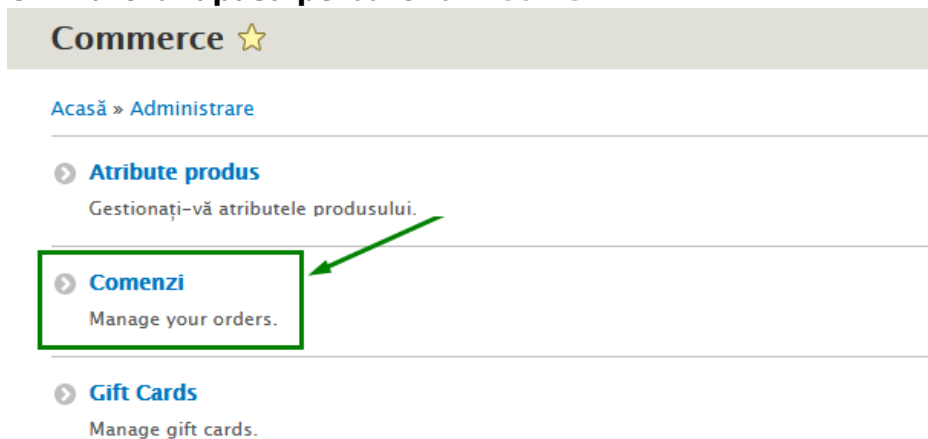 Commerce
Acasă » Administrare
Atribute produs
Gestionați-vă atributele produsului.
Comenzi
Manage your orders.
Gift Cards
Manage gift cards.